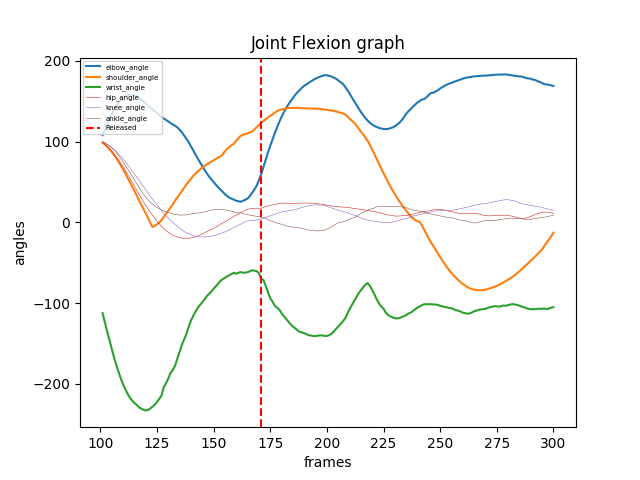 Joint Flexion graph
elbow_angle
shoulder_angle
wrist_angle
hip_angle
knee_angle
ankle_angle
Released
200
100
0
−100
−200
angles
100 125 150 175 200 225 250 275 300
frames